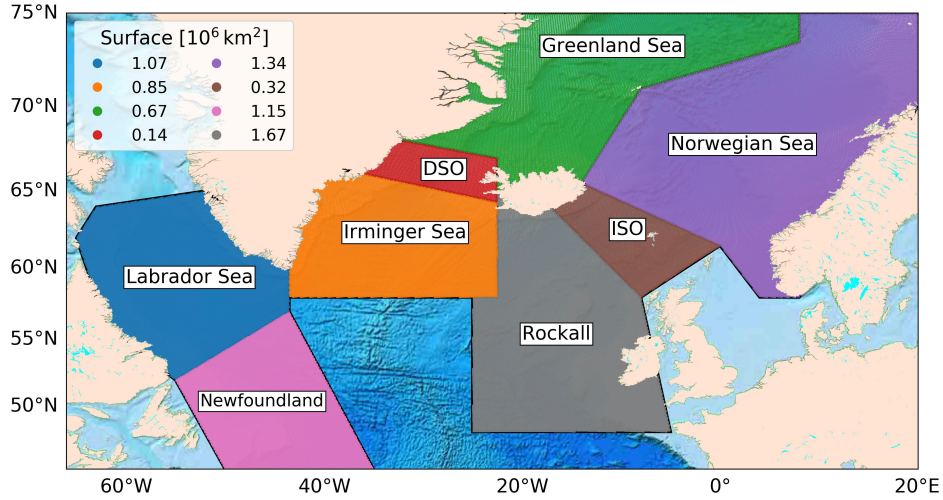 75°N
70°N
65°N
60°N
55°N
50°N
Surface [10⁶ km²]
1.07 1.34
0.85 0.32
0.67 1.15
0.14 1.67
Greenland Sea
Norwegian Sea
DSO
Irminger Sea
ISO
Labrador Sea
Rockall
Newfoundland
60°W 40°W 20°W 0° 20°E